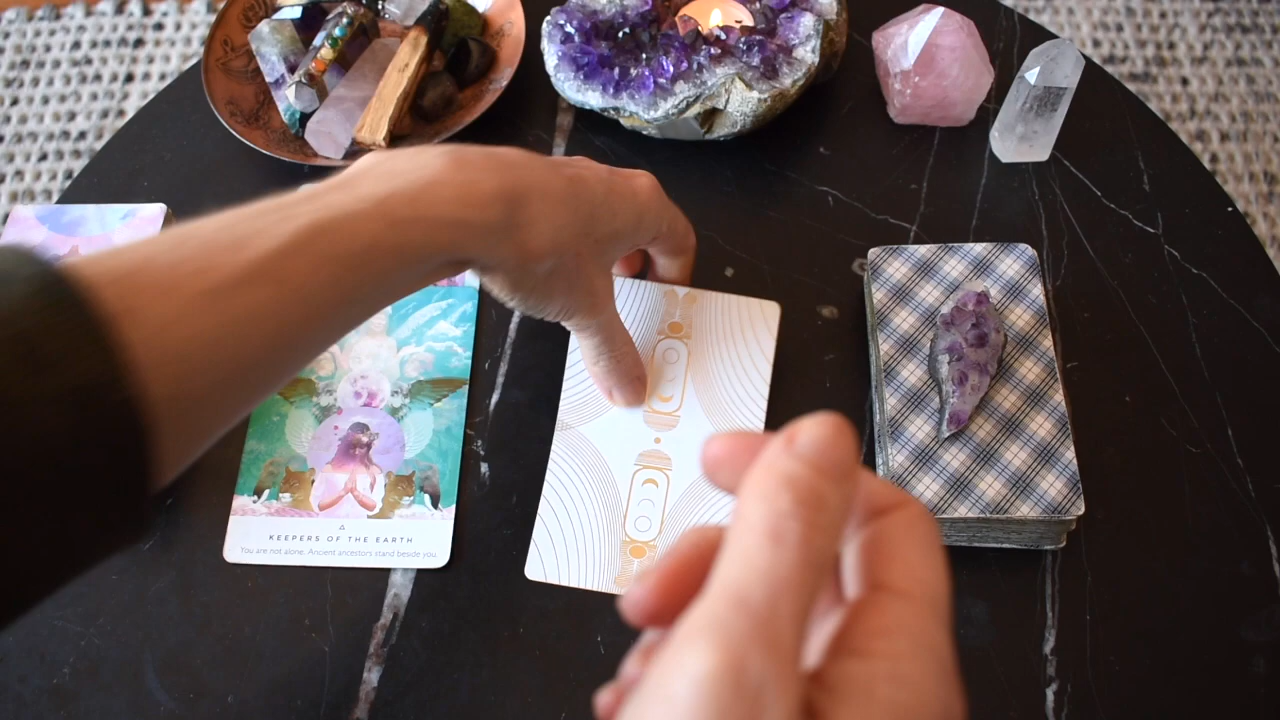 KEEPERS OF THE EARTH
You are not alone. Ancient ancestors stand beside you.